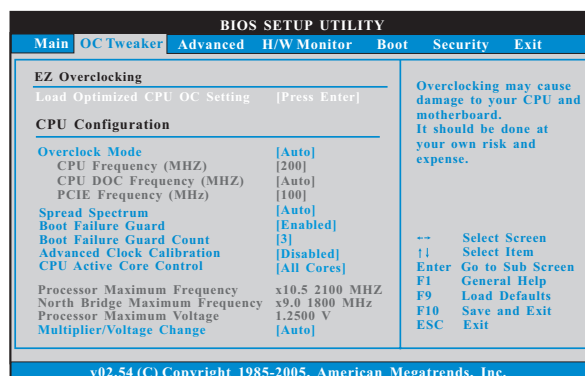 BIOS SETUP UTILITY
Main OC Tweaker Advanced H/W Monitor Boot Security Exit
EZ Overclocking
Load Optimized CPU OC Setting [Press Enter]
CPU Configuration
Overclock Mode [Auto]
CPU Frequency (MHZ) [200]
CPU DOC Frequency (MHZ) [Auto]
PCIE Frequency (MHz) [100]
Spread Spectrum [Auto]
Boot Failure Guard [Enabled]
Boot Failure Guard Count [3]
Advanced Clock Calibration [Disabled]
CPU Active Core Control [All Cores]
Processor Maximum Frequency x10.5 2100 MHZ
North Bridge Maximum Frequency x9.0 1800 MHz
Processor Maximum Voltage 1.2500 V
Multiplier/Voltage Change [Auto]
Overclocking may cause
damage to your CPU and
motherboard.
It should be done at
your own risk and
expense.
←→ Select Screen
↑↓ Select Item
Enter Go to Sub Screen
F1 General Help
F9 Load Defaults
F10 Save and Exit
ESC Exit
v02.54 (C) Copyright 1985-2005, American Megatrends, Inc.